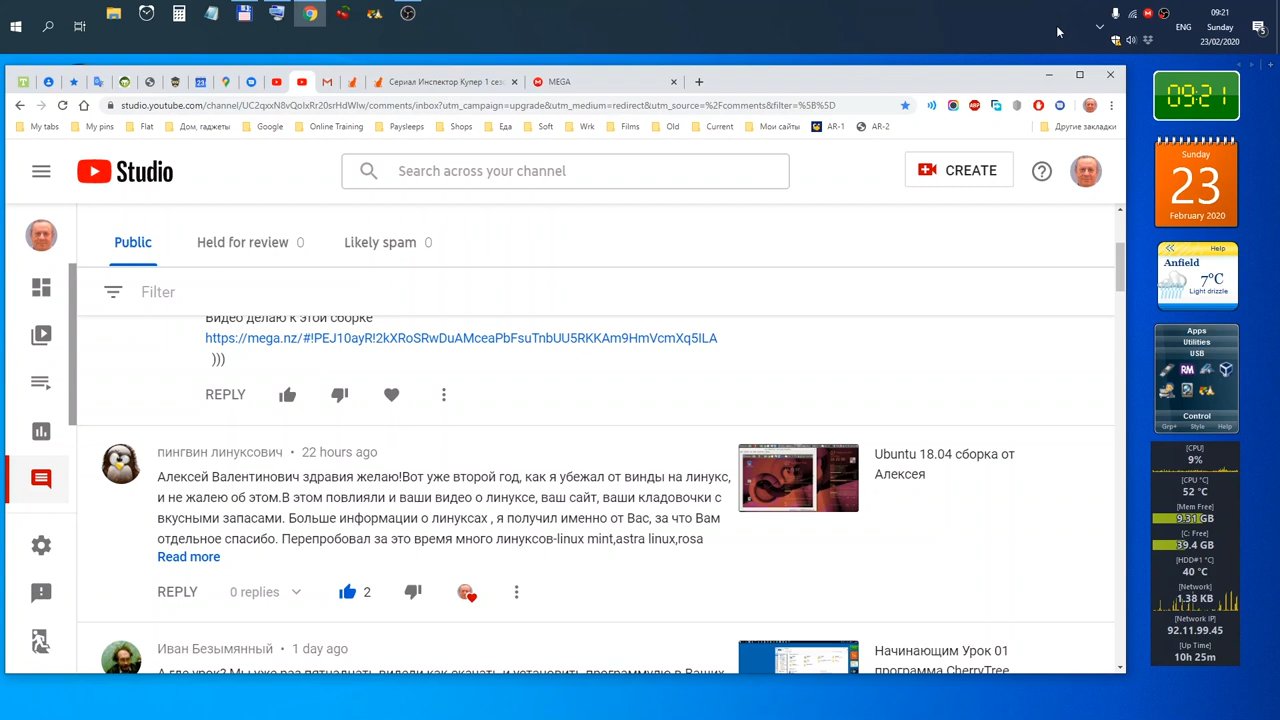 09:21
ENG
Sunday
23/02/2020
5
Сериал Инспектор Купер 1 сезо
MEGA
studio.youtube.com/channel/UC2qxxN8vQoIxRr20srHdWIw/comments/inbox?utm_campaign=upgrade&utm_medium=redirect&utm_source=%2Fcomments&filter=%5B%5D
My tabs
My pins
Flat
Дом, гаджеты
Google
Online Training
Paysleeps
Shops
Еда
Soft
Wrk
Films
Old
Current
Мои сайты
AR-1
AR-2
Другие закладки
Studio
Search across your channel
CREATE
Public
Held for review 0
Likely spam 0
Filter
Видео делаю к этой сборке
https://mega.nz/#!PEJ10ayR!2kXRoSRwDuAMceaPbFsuTnbUU5RKKAm9HmVcmXq5ILA
)))
REPLY
пингвин линуксович • 22 hours ago
Алексей Валентинович здравия желаю!Вот уже второй год, как я убежал от винды на линукс,
и не жалею об этом.В этом повлияли и ваши видео о линуксе, ваш сайт, ваши кладовочки с
вкусными запасами. Больше информации о линуксах , я получил именно от Вас, за что Вам
отдельное спасибо. Перепробовал за это время много линуксов-linux mint,astra linux,rosa
Read more
REPLY
0 replies
2
Ubuntu 18.04 сборка от
Алексея
Иван Безымянный • 1 day ago
Начинающим Урок 01
программа CherryTree
09:21
Sunday
23
February 2020
Help
Anfield
7°C
Light drizzle
Apps
Utilities
USB
Control
Grp+ Style Help
[CPU]
9%
[CPU °C]
52 °C
[Mem Free]
9.31 GB
[C: Free]
39.4 GB
[HDD#1 °C]
40 °C
[Network]
1.38 KB
[Network IP]
92.11.99.45
[Up Time]
10h 25m